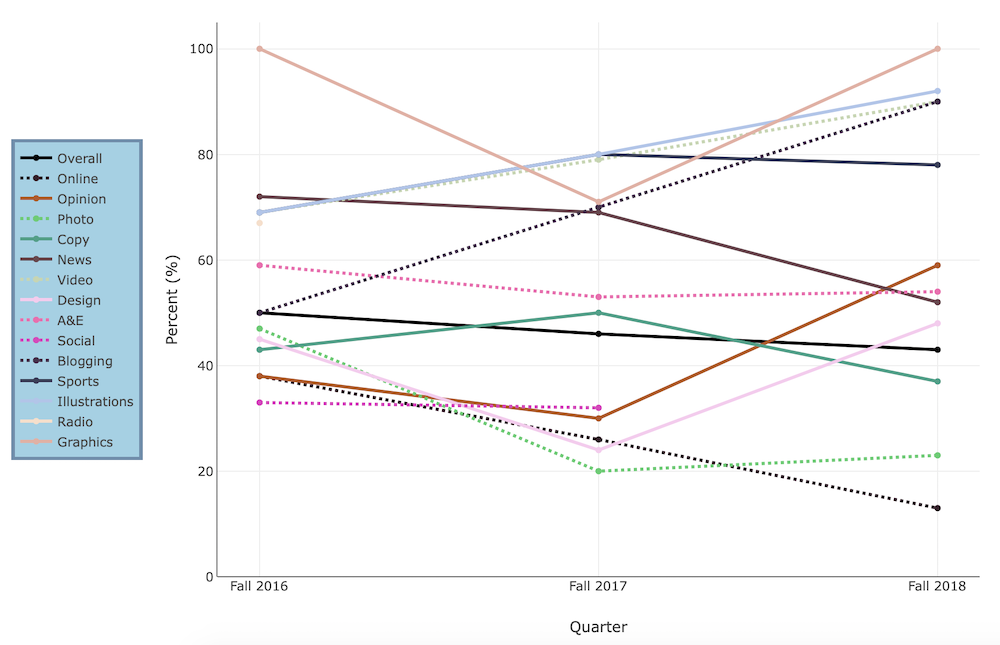 Overall
Online
Opinion
Photo
Copy
News
Video
Design
A&E
Social
Blogging
Sports
Illustrations
Radio
Graphics
Percent (%)
100
80
60
40
20
0
Fall 2016
Fall 2017
Fall 2018
Quarter